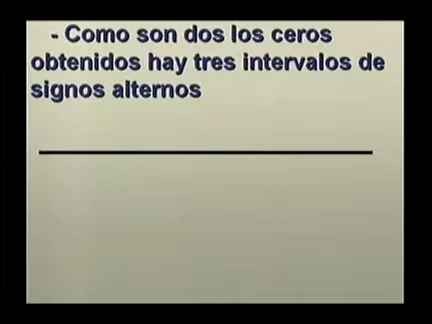 - Como son dos los ceros
obtenidos hay tres intervalos de
signos alternos